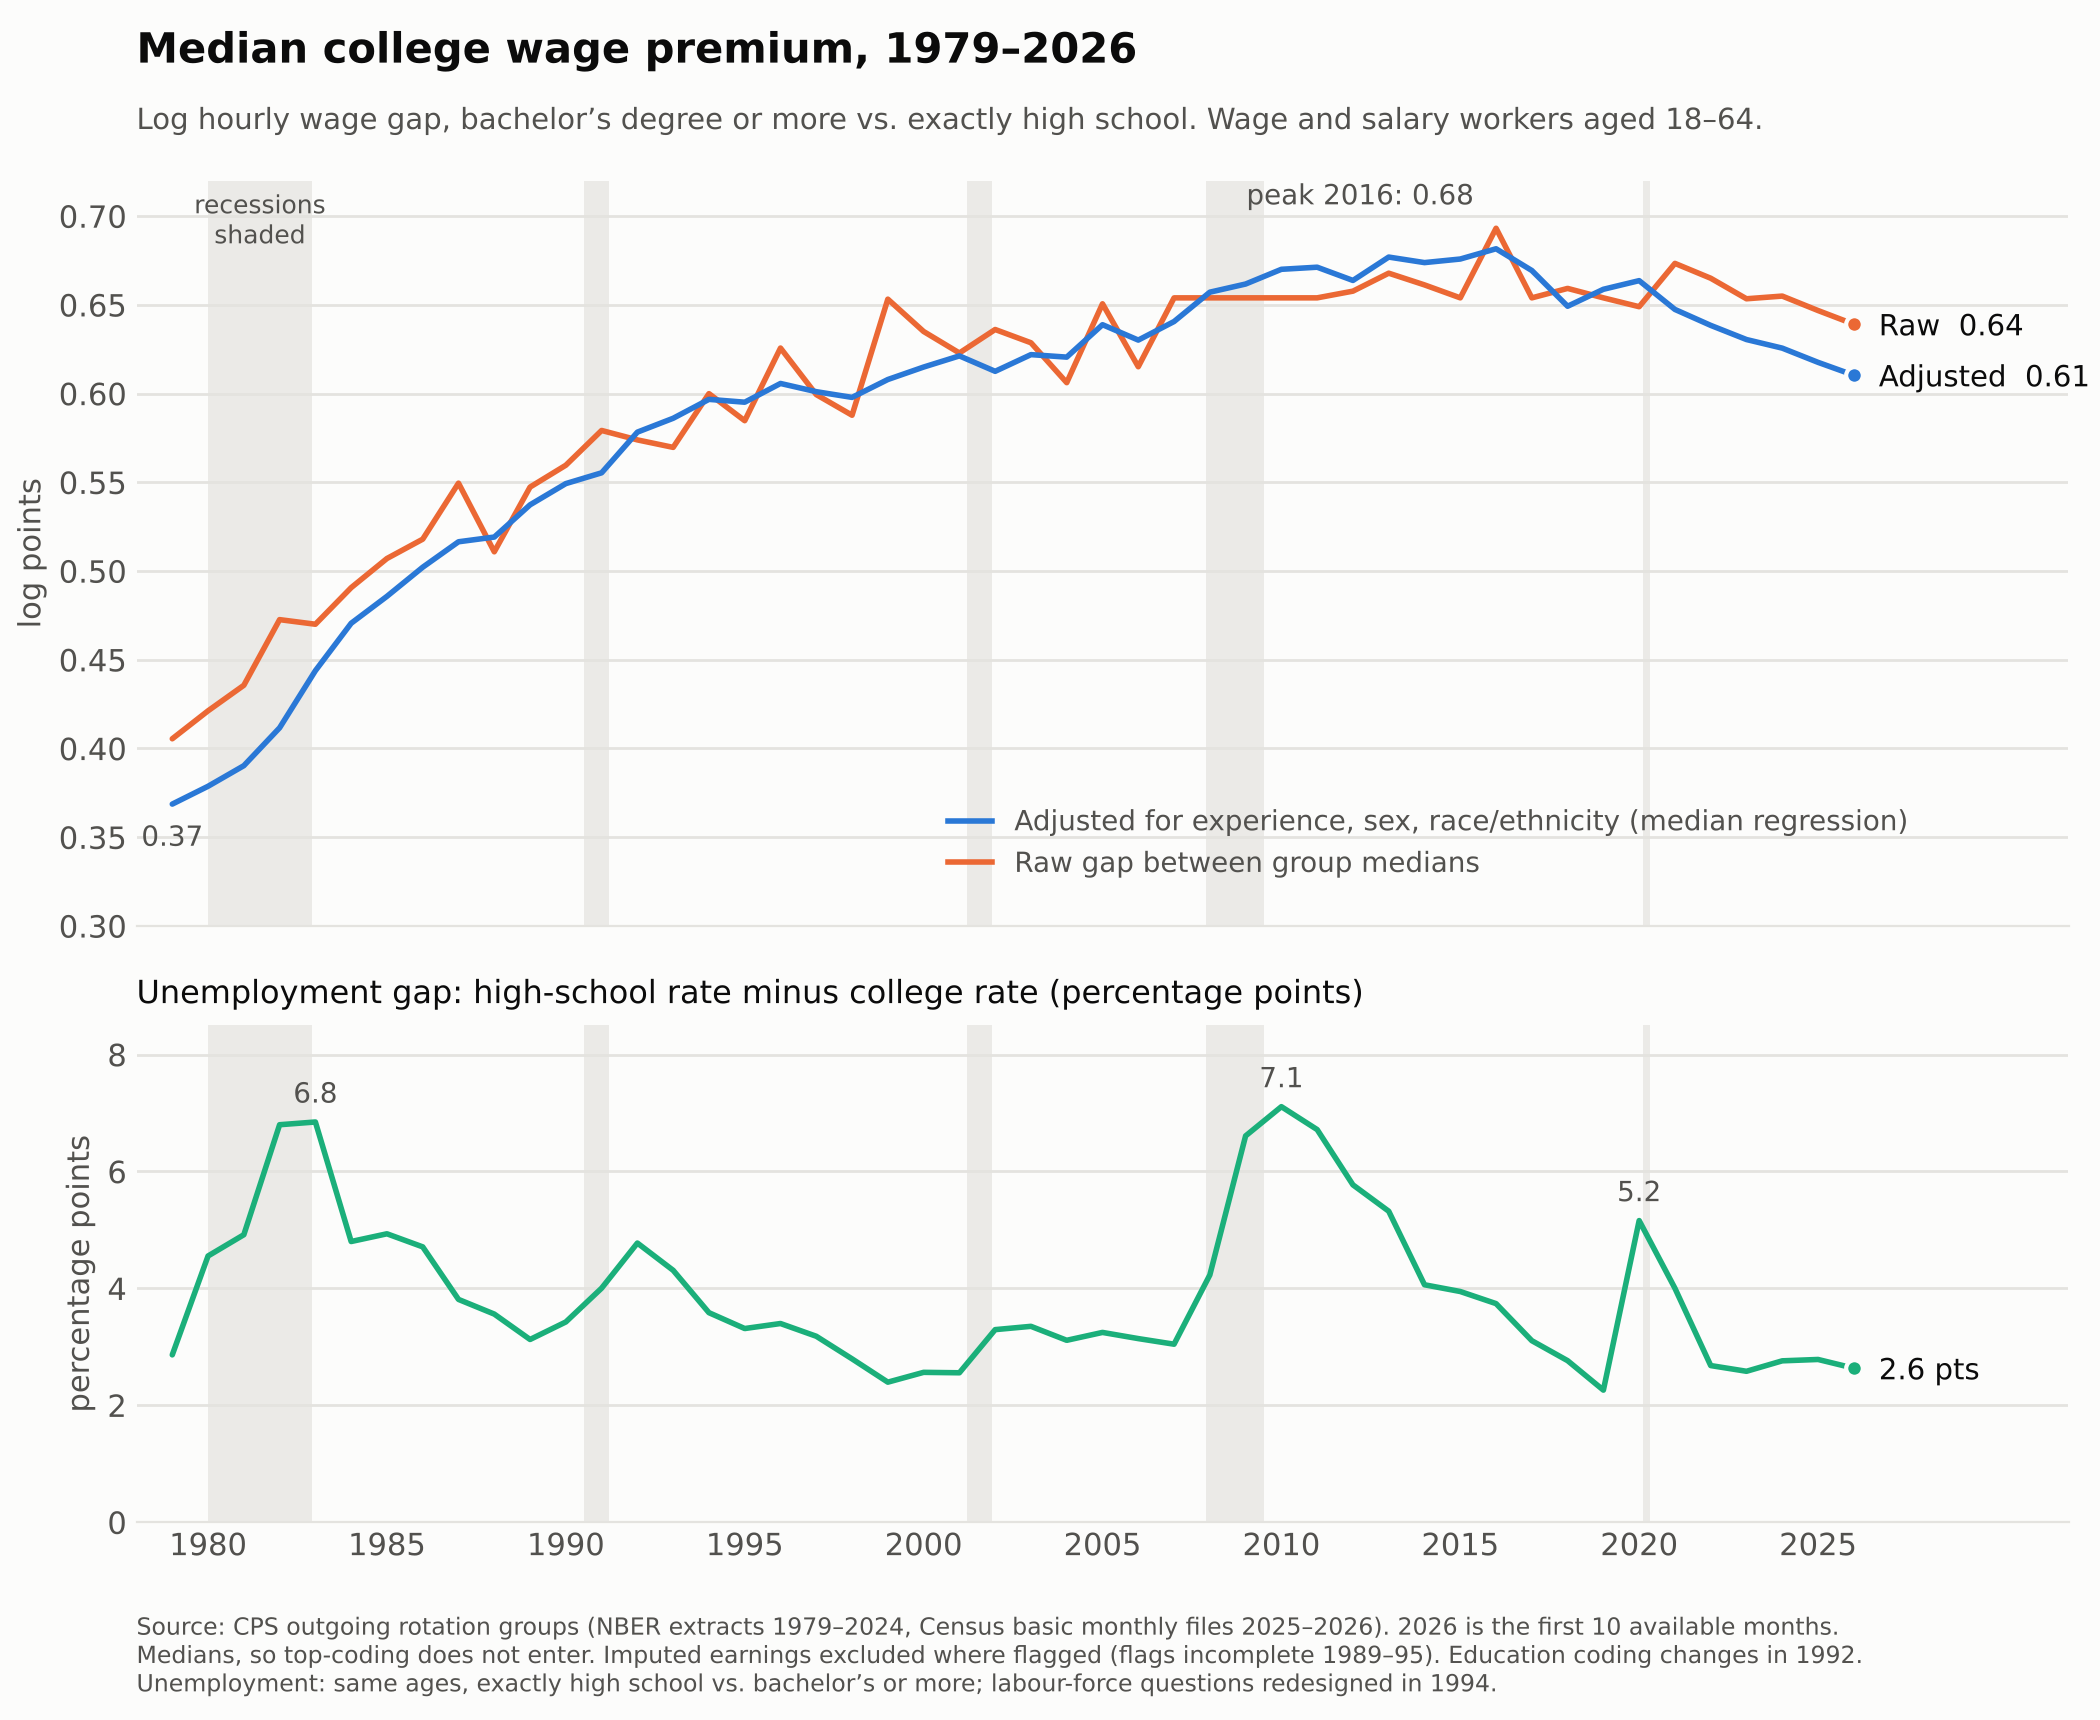 Median college wage premium, 1979–2026
Log hourly wage gap, bachelor’s degree or more vs. exactly high school. Wage and salary workers aged 18–64.
recessions
shaded
peak 2016: 0.68
0.70
0.65
0.60
0.55
0.50
0.45
0.40
0.35
0.30
log points
Raw 0.64
Adjusted 0.61
0.37
Adjusted for experience, sex, race/ethnicity (median regression)
Raw gap between group medians
Unemployment gap: high-school rate minus college rate (percentage points)
8
6
4
2
0
percentage points
6.8
7.1
5.2
2.6 pts
1980 1985 1990 1995 2000 2005 2010 2015 2020 2025
Source: CPS outgoing rotation groups (NBER extracts 1979–2024, Census basic monthly files 2025–2026). 2026 is the first 10 available months.
Medians, so top-coding does not enter. Imputed earnings excluded where flagged (flags incomplete 1989–95). Education coding changes in 1992.
Unemployment: same ages, exactly high school vs. bachelor’s or more; labour-force questions redesigned in 1994.